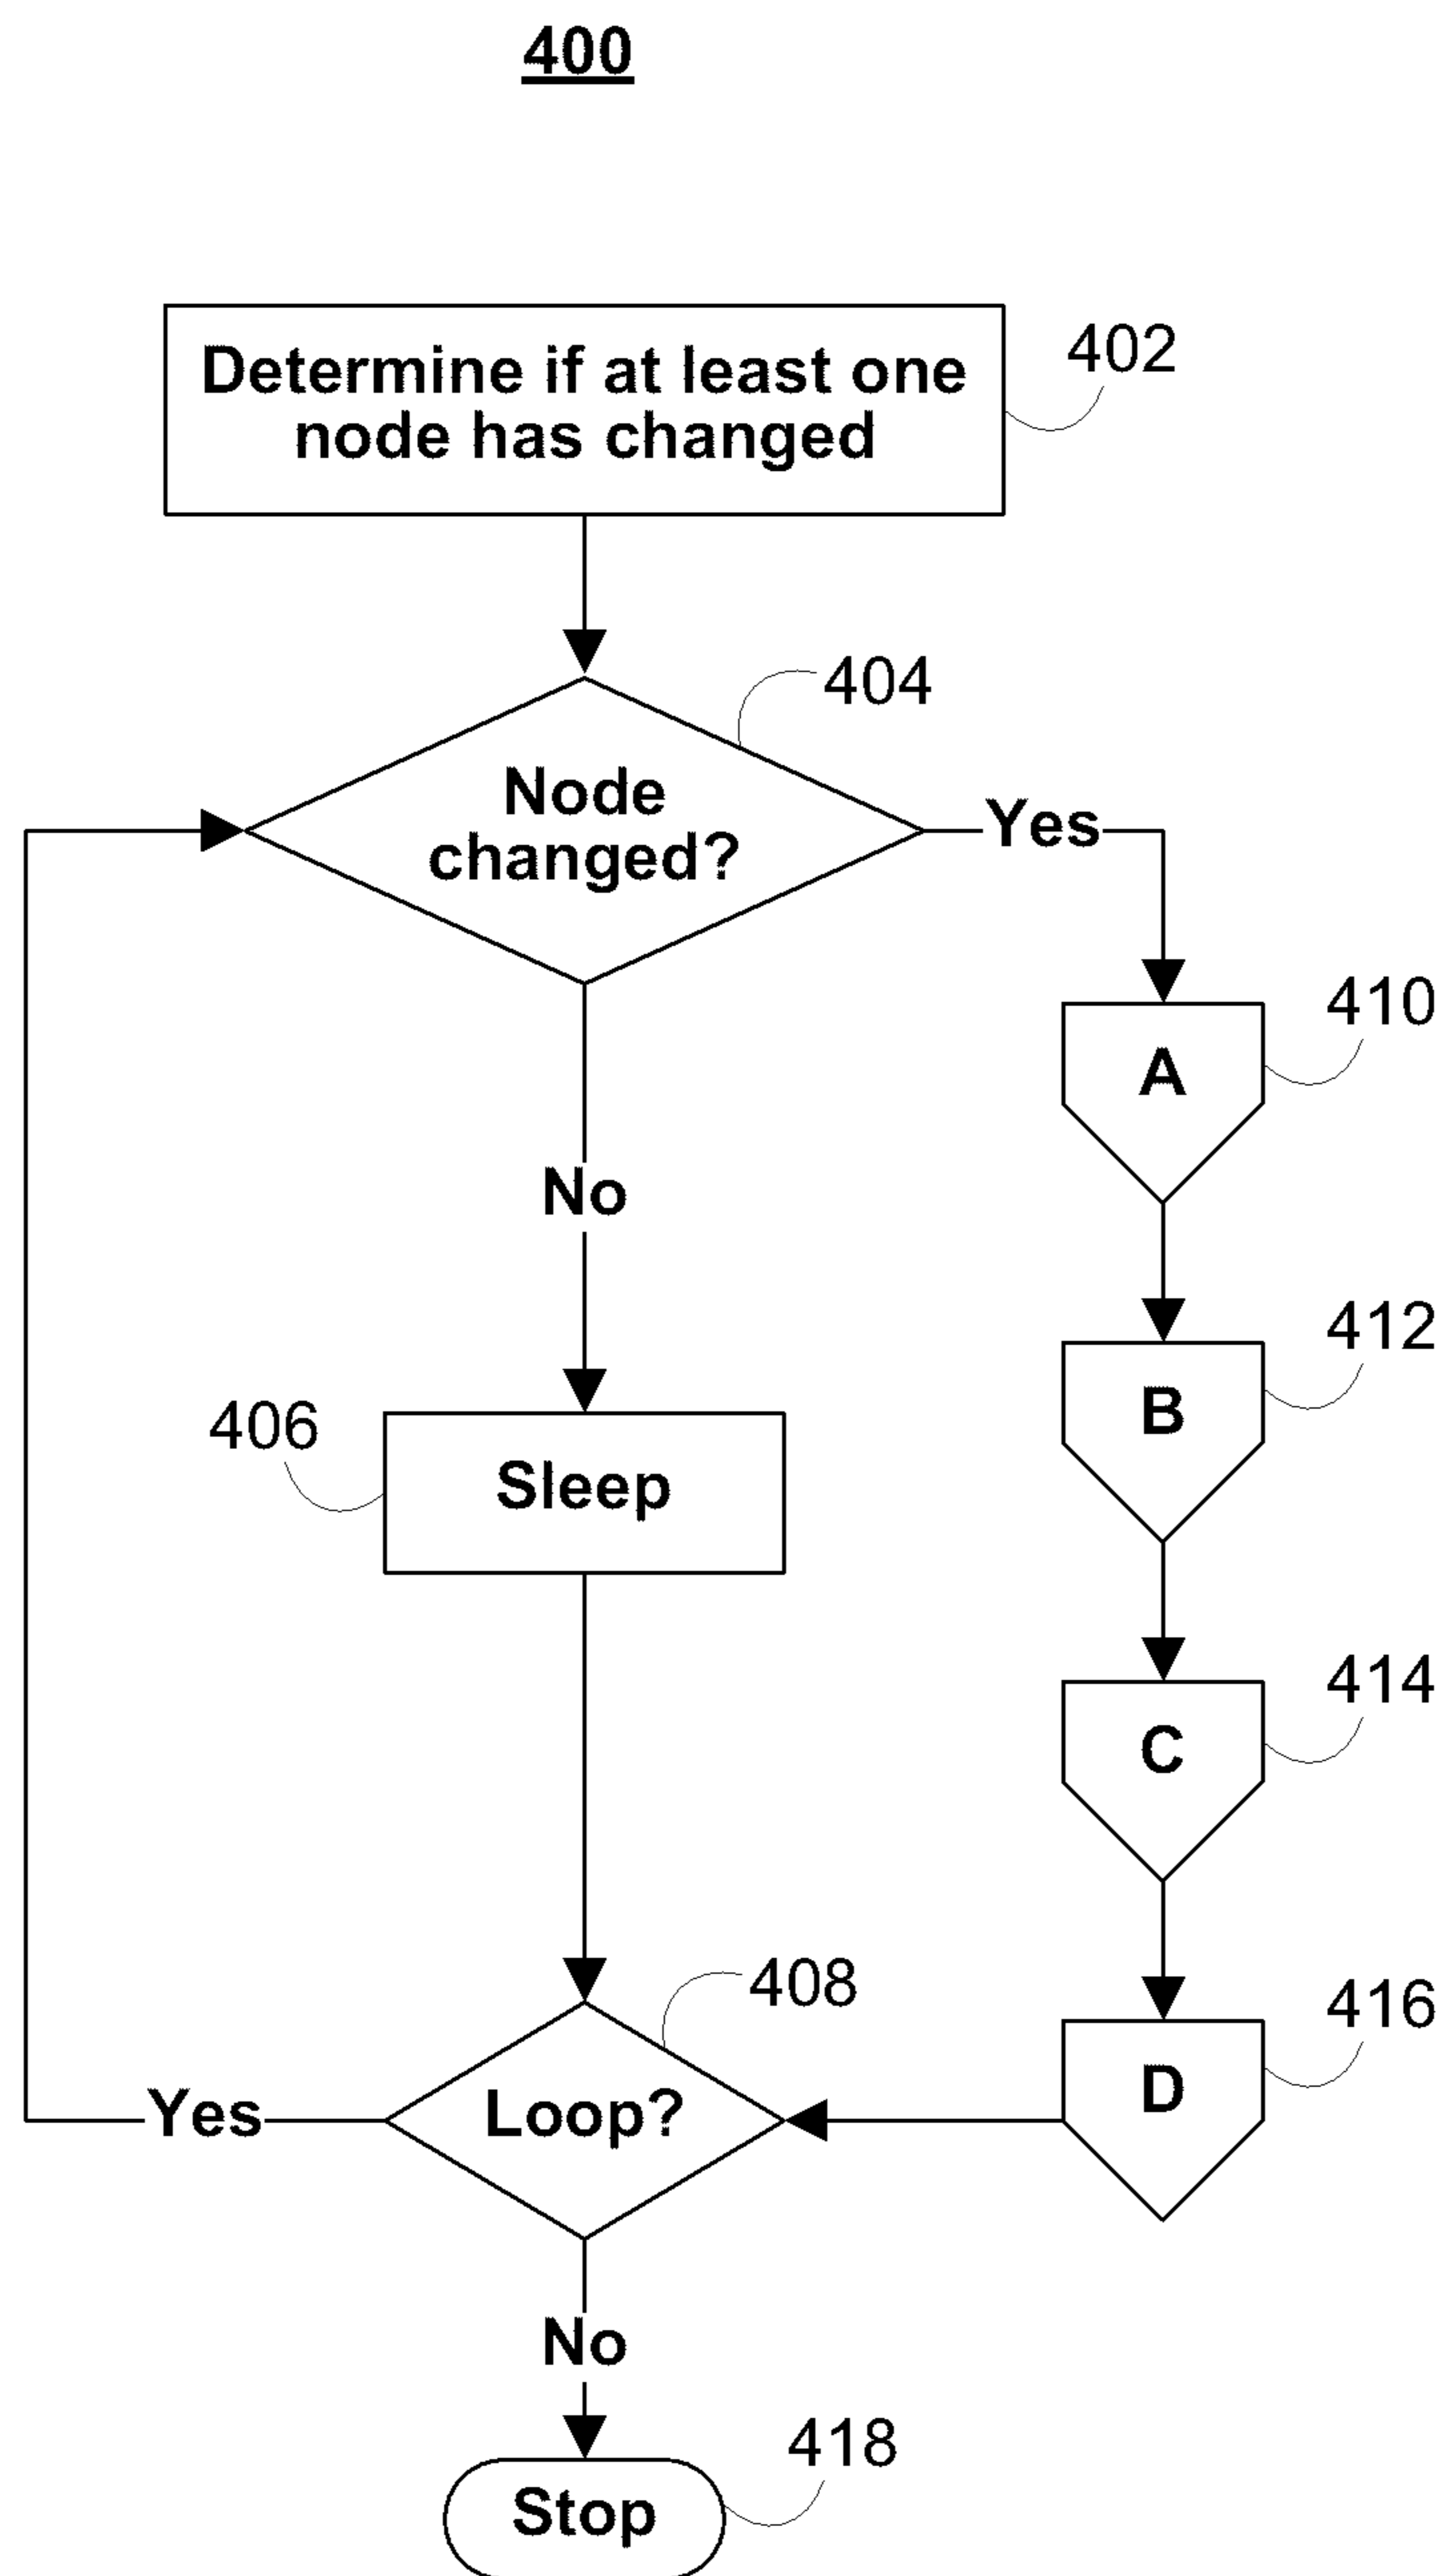 400
Determine if at least one
node has changed
402
404
Node
changed?
Yes
410
A
No
412
B
406
Sleep
414
C
408
416
Yes
Loop?
D
No
418
Stop